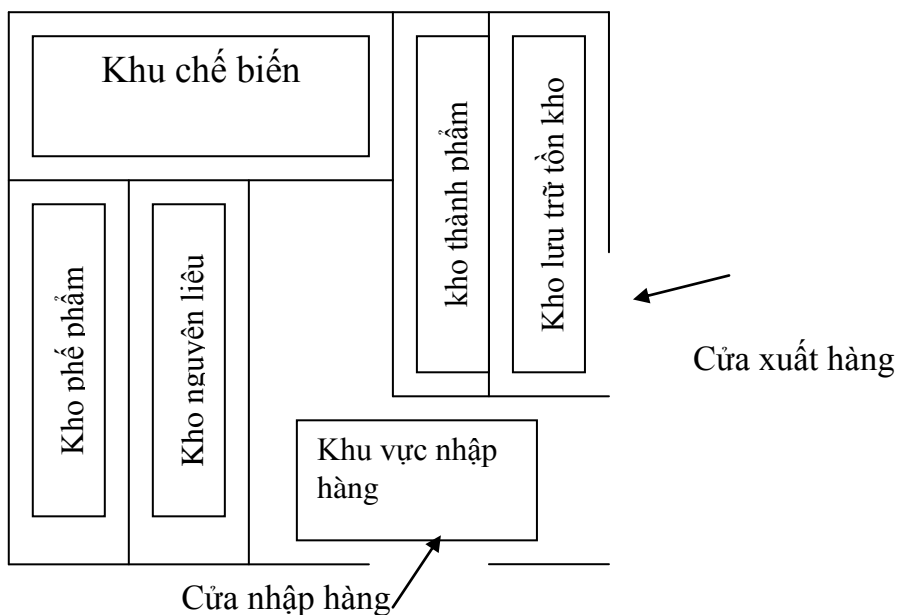 Khu chế biến
kho thành phẩm
Kho lưu trữ tồn kho
Kho phế phẩm
Kho nguyên liêu
Cửa xuất hàng
Khu vực nhập
hàng
Cửa nhập hàng